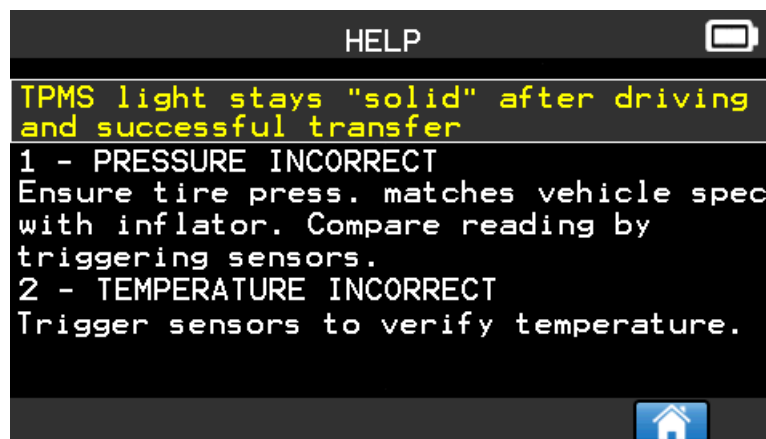 HELP
TPMS light stays "solid" after driving
and successful transfer
1 - PRESSURE INCORRECT
Ensure tire press. matches vehicle spec
with inflator. Compare reading by
triggering sensors.
2 - TEMPERATURE INCORRECT
Trigger sensors to verify temperature.